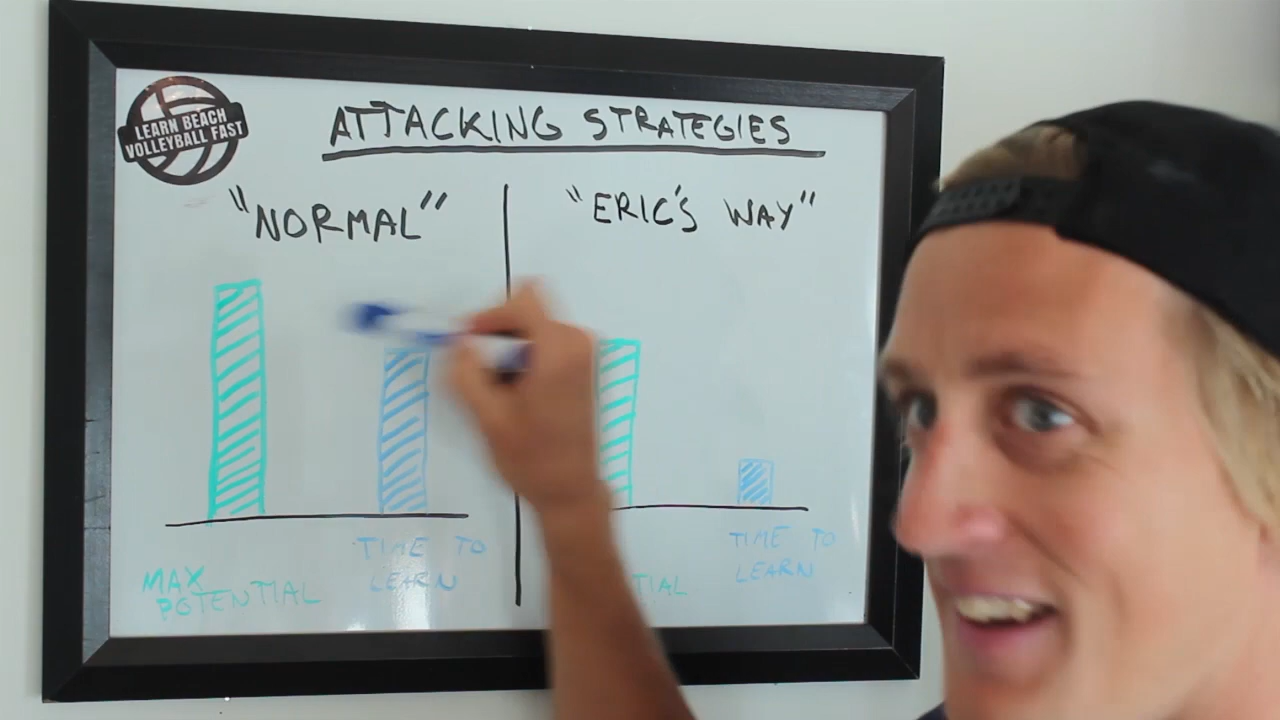 LEARN BEACH
VOLLEYBALL FAST
ATTACKING STRATEGIES
"NORMAL"
"ERIC'S WAY"
MAX
POTENTIAL
TIME TO
LEARN
TIAL
TIME TO
LEARN